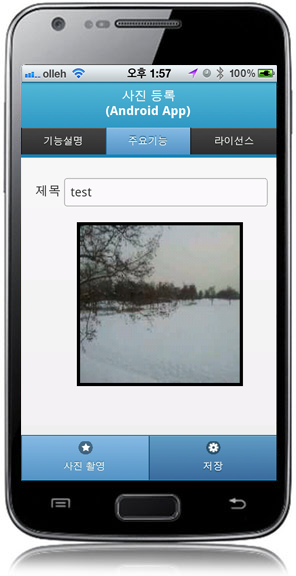 olleh 오후 1:57 100%
사진 등록
(Android App)
기능설명 주요기능 라이선스
제목 test
사진 촬영 저장